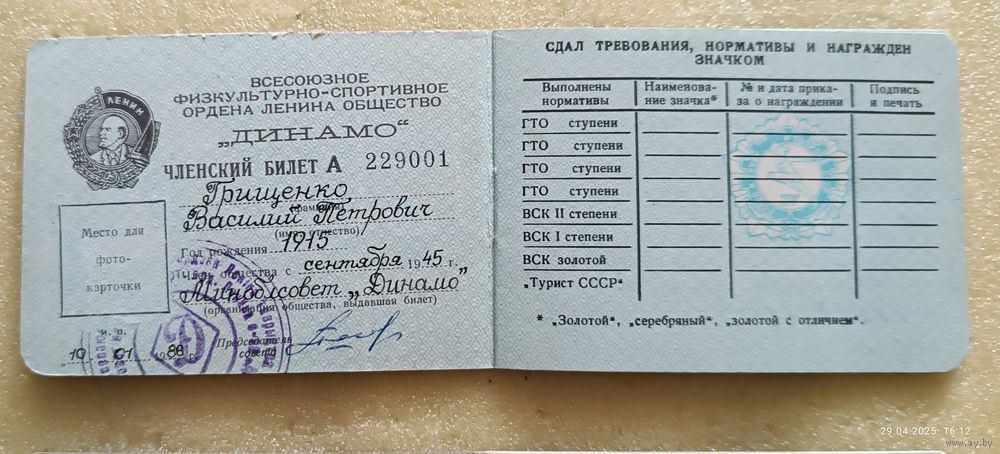 ЛЕНИН
ВСЕСОЮЗНОЕ
ФИЗКУЛЬТУРНО-СПОРТИВНОЕ
ОРДЕНА ЛЕНИНА ОБЩЕСТВО
„ДИНАМО“
ЧЛЕНСКИЙ БИЛЕТ А 229001
Грищенко
(фамилия)
Василий Петрович
(имя, отчество)
Год рождения 1915
Член общества с сентября 1945 г.
Миноблсовет „Динамо“
(организация общества, выдавшая билет)
Место для
фото-
карточки
м. п.
„19“ 01 1988 г.
Председатель
совета
СДАЛ ТРЕБОВАНИЯ, НОРМАТИВЫ И НАГРАЖДЕН
ЗНАЧКОМ
Выполнены нормативы
Наименова-ние значка*
№ и дата прика-за о награждении
Подпись и печать
ГТО ступени
ГТО ступени
ГТО ступени
ГТО ступени
ВСК II степени
ВСК I степени
ВСК золотой
„Турист СССР“
* „Золотой“, „серебряный“, „золотой с отличием“.
29.04.2025 16:12
www.ay.by